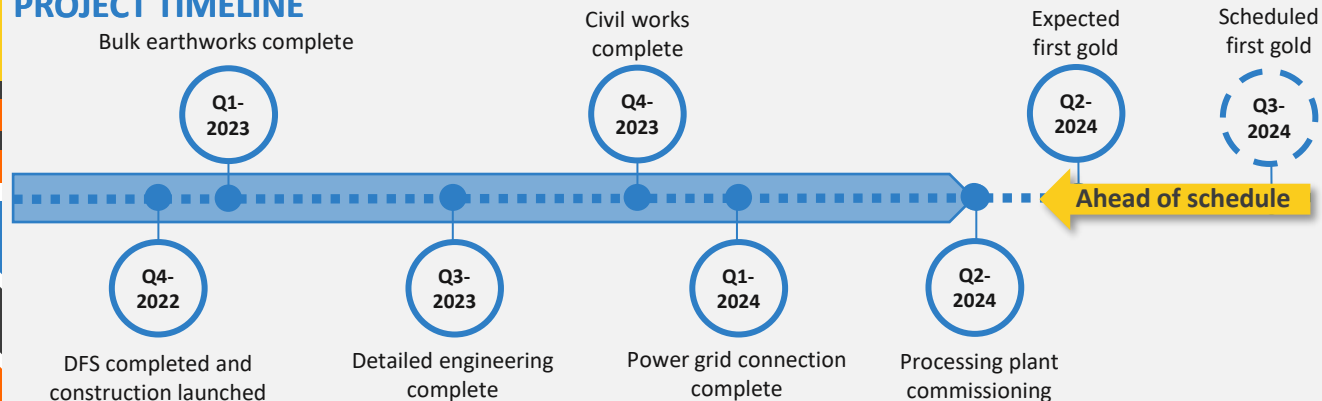 PROJECT TIMELINE
Bulk earthworks complete
Civil works
complete
Expected
first gold
Scheduled
first gold
Q1-
2023
Q4-
2023
Q2-
2024
Q3-
2024
Ahead of schedule
Q4-
2022
Q3-
2023
Q1-
2024
Q2-
2024
DFS completed and
construction launched
Detailed engineering
complete
Power grid connection
complete
Processing plant
commissioning